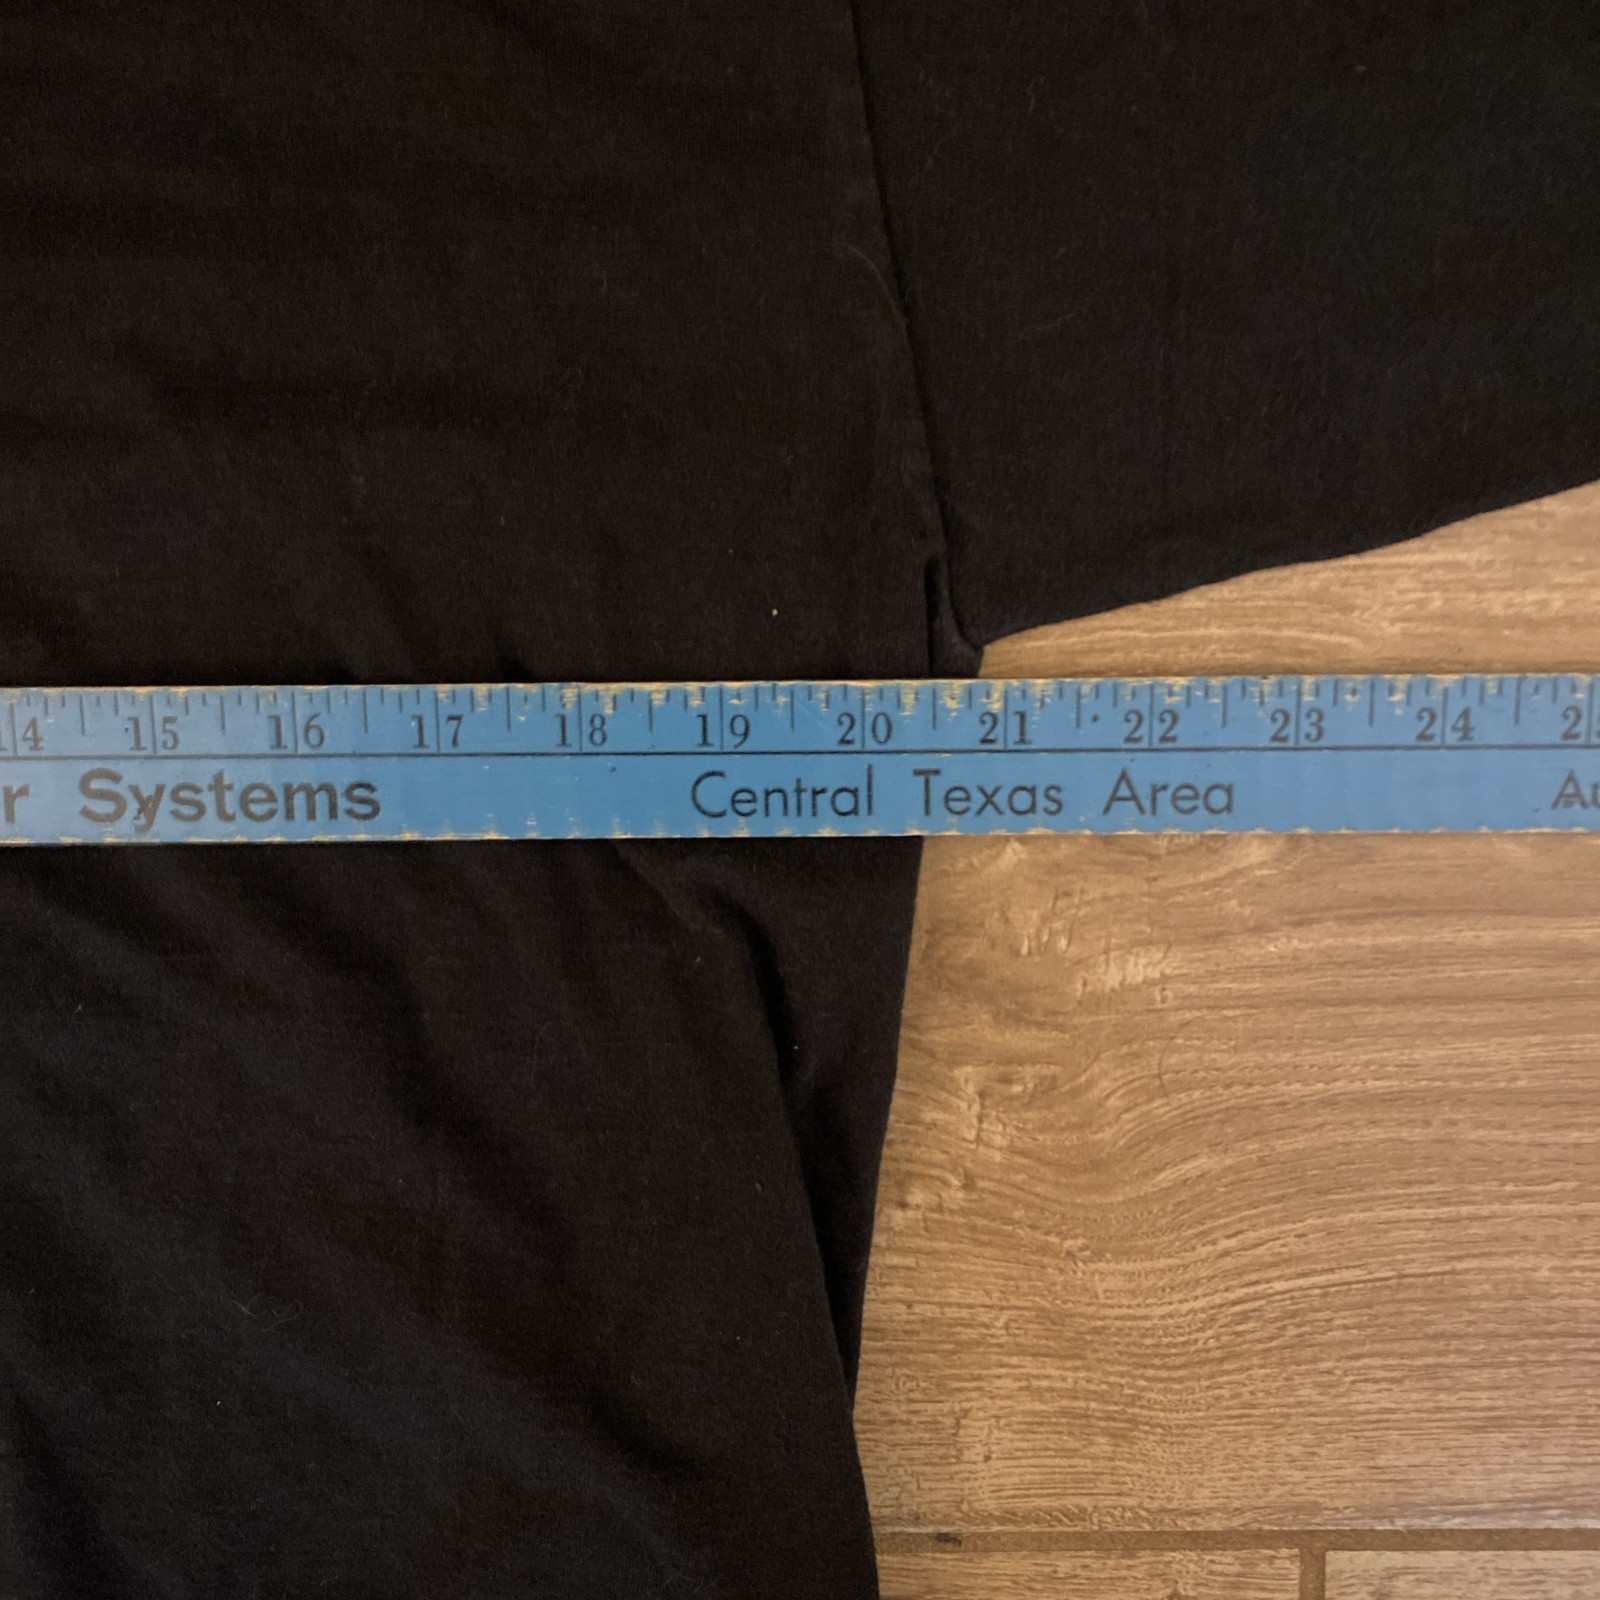 14 15 16 17 18 19 20 21 22 23 24
Systems Central Texas Area